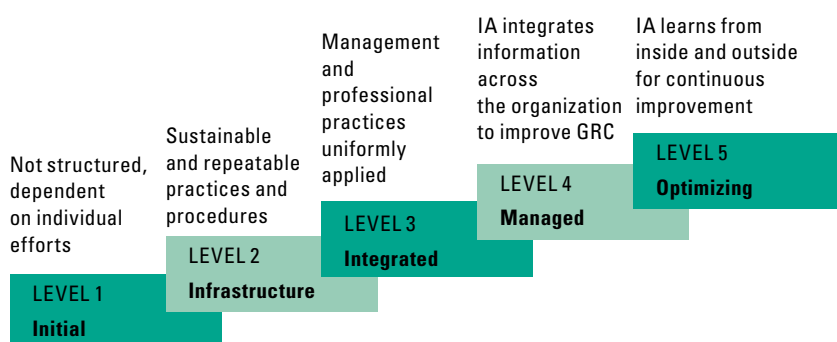 Not structured,
dependent
on individual
efforts
LEVEL 1
Initial
Sustainable
and repeatable
practices and
procedures
LEVEL 2
Infrastructure
Management
and
professional
practices
uniformly
applied
LEVEL 3
Integrated
IA integrates
information
across
the organization
to improve GRC
LEVEL 4
Managed
IA learns from
inside and outside
for continuous
improvement
LEVEL 5
Optimizing